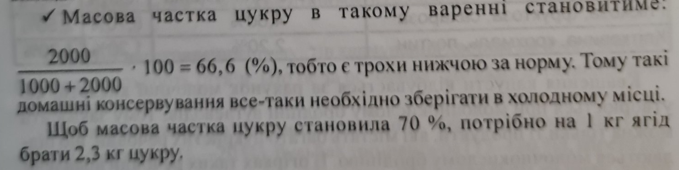 ✓ Масова частка цукру в такому варенні становитиме:
2000
1000 + 2000 · 100 = 66,6 (%), тобто є трохи нижчою за норму. Тому такі
домашні консервування все-таки необхідно зберігати в холодному місці.
Щоб масова частка цукру становила 70 %, потрібно на 1 кг ягід
брати 2,3 кг цукру.